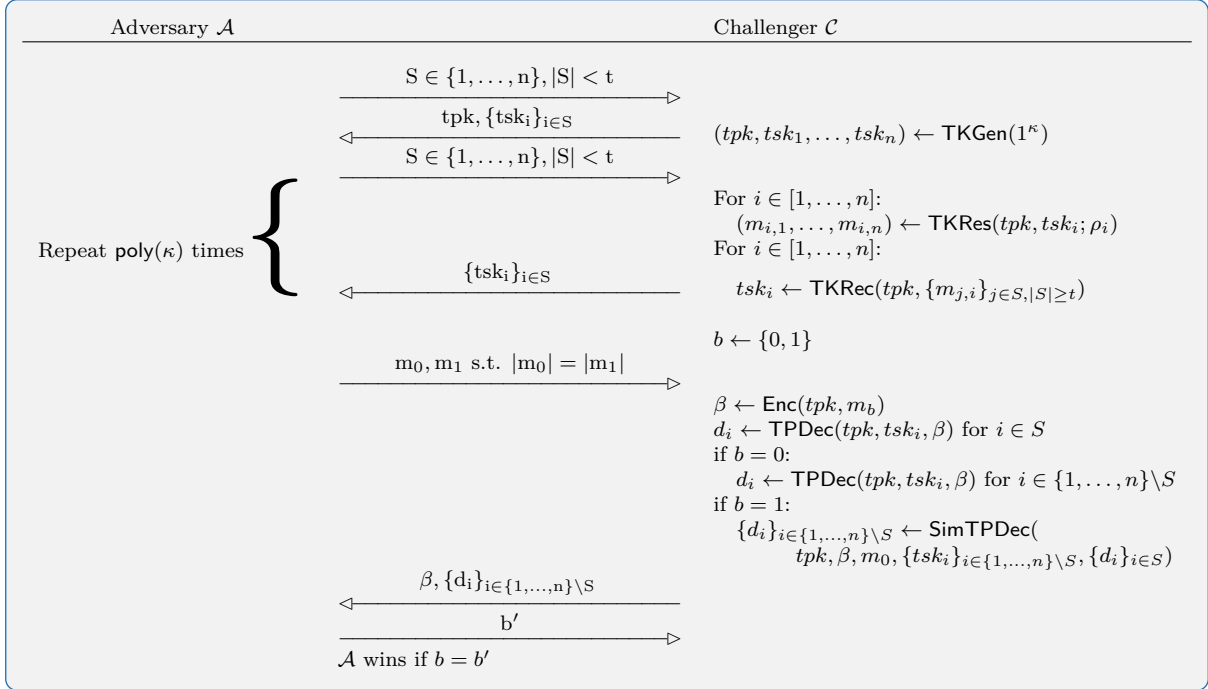 Adversary 𝒜 Challenger 𝒞
S ∈ {1, . . . , n}, |S| < t
tpk, {tsk_i}_{i∈S}
(tpk, tsk_1, . . . , tsk_n) ← TKGen(1^κ)
S ∈ {1, . . . , n}, |S| < t
Repeat poly(κ) times {
For i ∈ [1, . . . , n]:
(m_{i,1}, . . . , m_{i,n}) ← TKRes(tpk, tsk_i; ρ_i)
For i ∈ [1, . . . , n]:
{tsk_i}_{i∈S}
tsk_i ← TKRec(tpk, {m_{j,i}}_{j∈S,|S|≥t})
b ← {0, 1}
m_0, m_1 s.t. |m_0| = |m_1|
β ← Enc(tpk, m_b)
d_i ← TPDec(tpk, tsk_i, β) for i ∈ S
if b = 0:
d_i ← TPDec(tpk, tsk_i, β) for i ∈ {1, . . . , n}\S
if b = 1:
{d_i}_{i∈{1,...,n}\S} ← SimTPDec(
tpk, β, m_0, {tsk_i}_{i∈{1,...,n}\S}, {d_i}_{i∈S})
β, {d_i}_{i∈{1,...,n}\S}
b′
𝒜 wins if b = b′